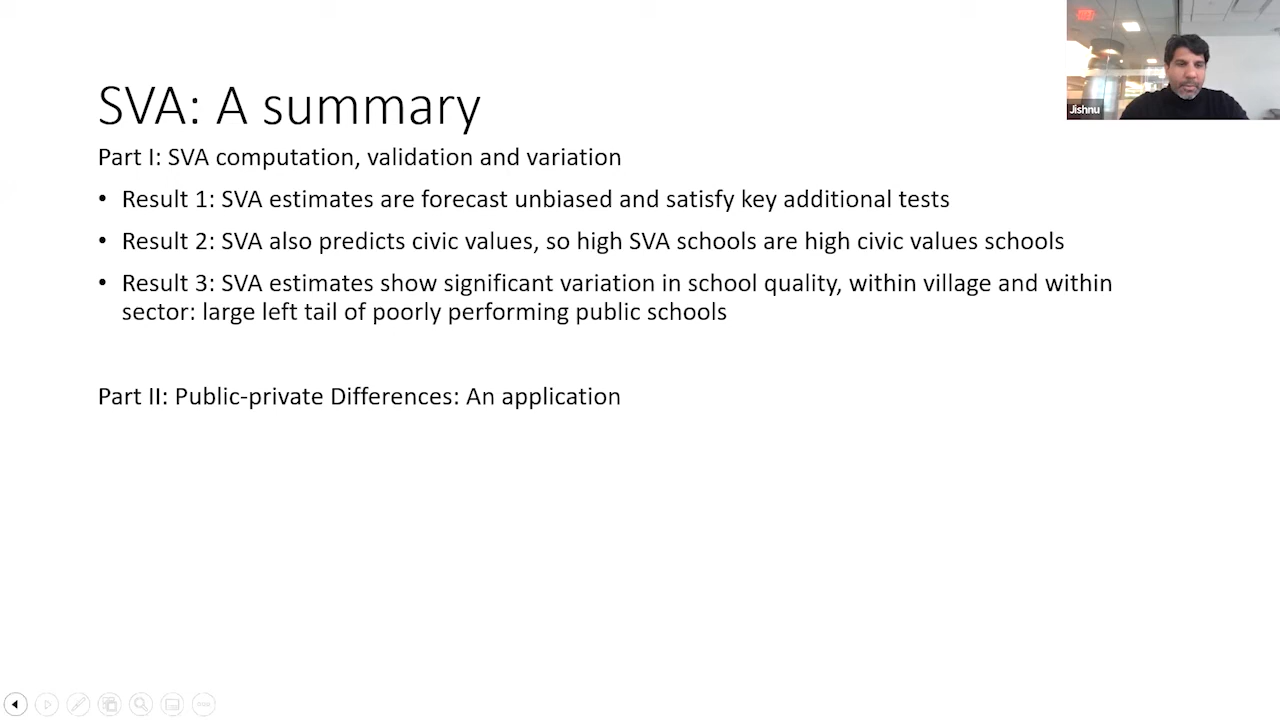 Jishnu
SVA: A summary
Part I: SVA computation, validation and variation
• Result 1: SVA estimates are forecast unbiased and satisfy key additional tests
• Result 2: SVA also predicts civic values, so high SVA schools are high civic values schools
• Result 3: SVA estimates show significant variation in school quality, within village and within
sector: large left tail of poorly performing public schools
Part II: Public-private Differences: An application